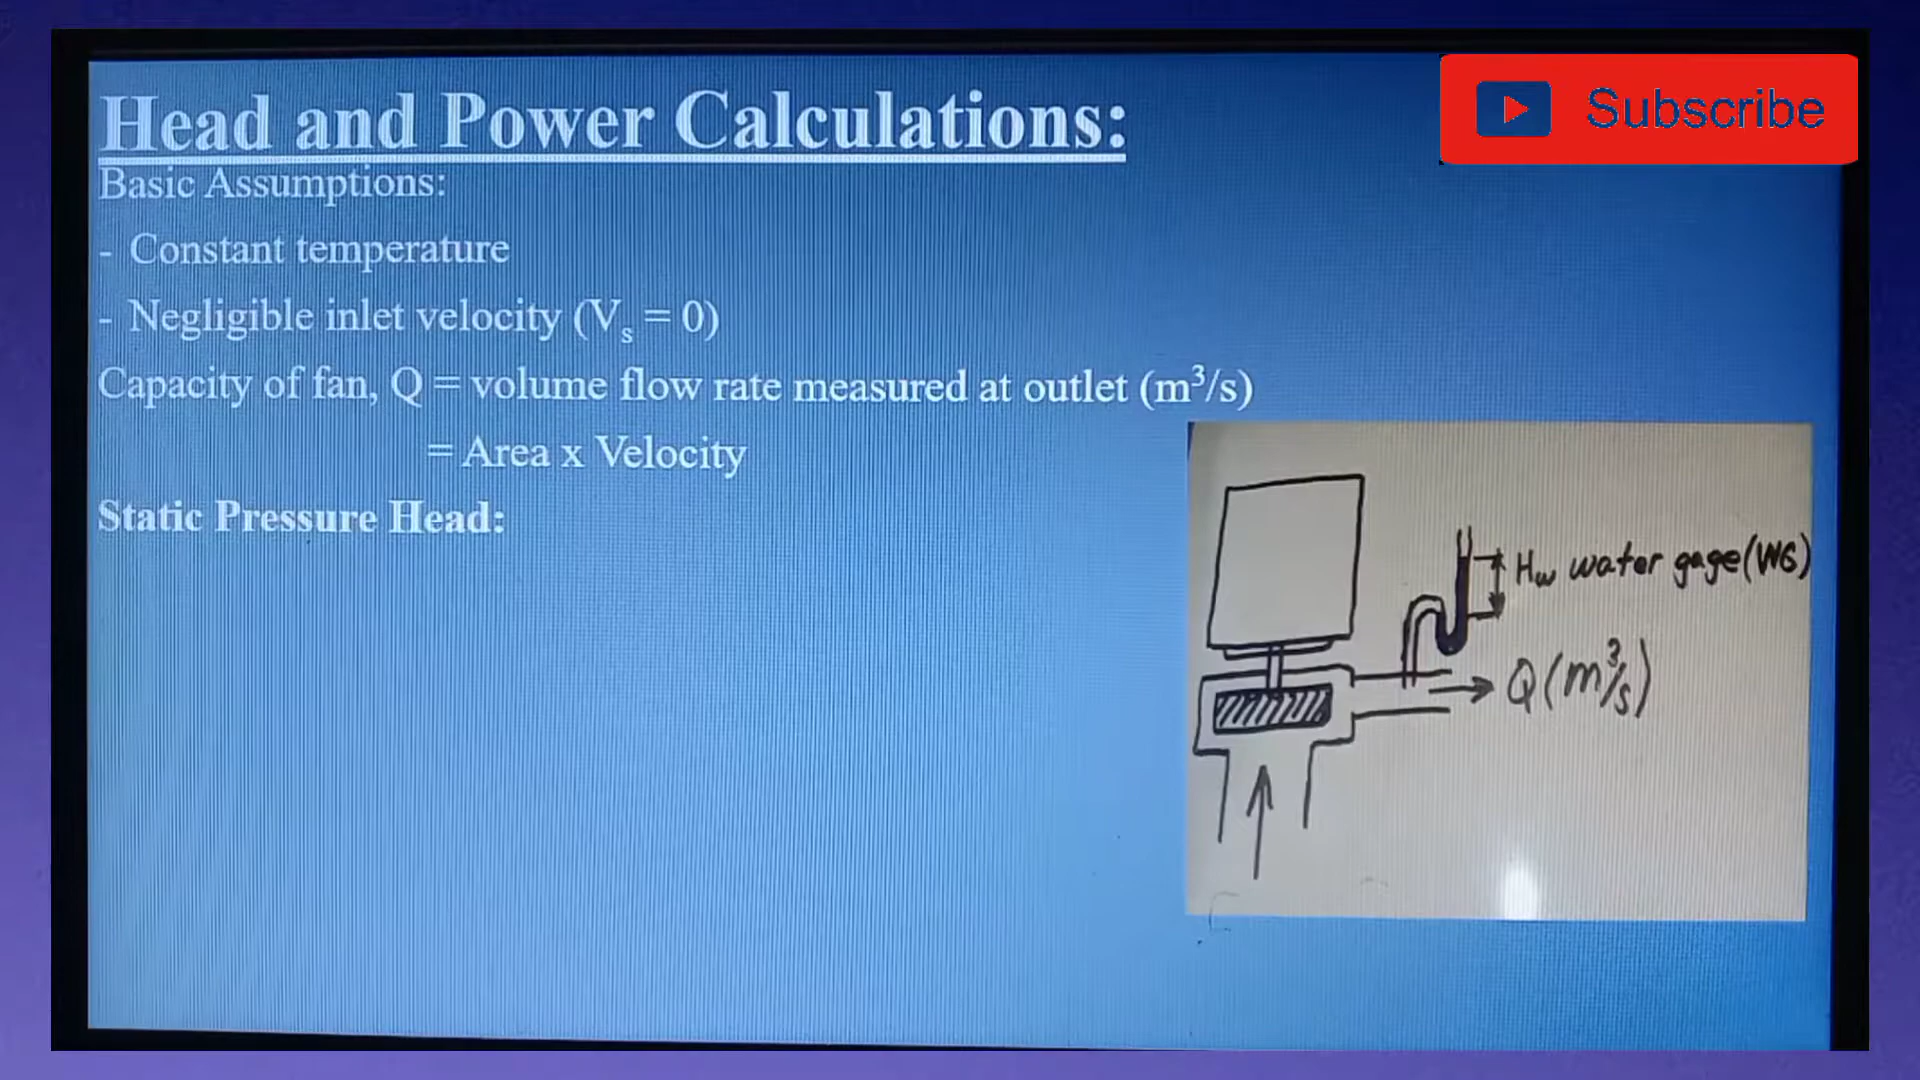 Head and Power Calculations:
Subscribe
Basic Assumptions:
- Constant temperature
- Negligible inlet velocity (Vₛ = 0)
Capacity of fan, Q = volume flow rate measured at outlet (m³/s)
= Area x Velocity
Static Pressure Head:
Hw water gage (WG)
Q (m³/s)